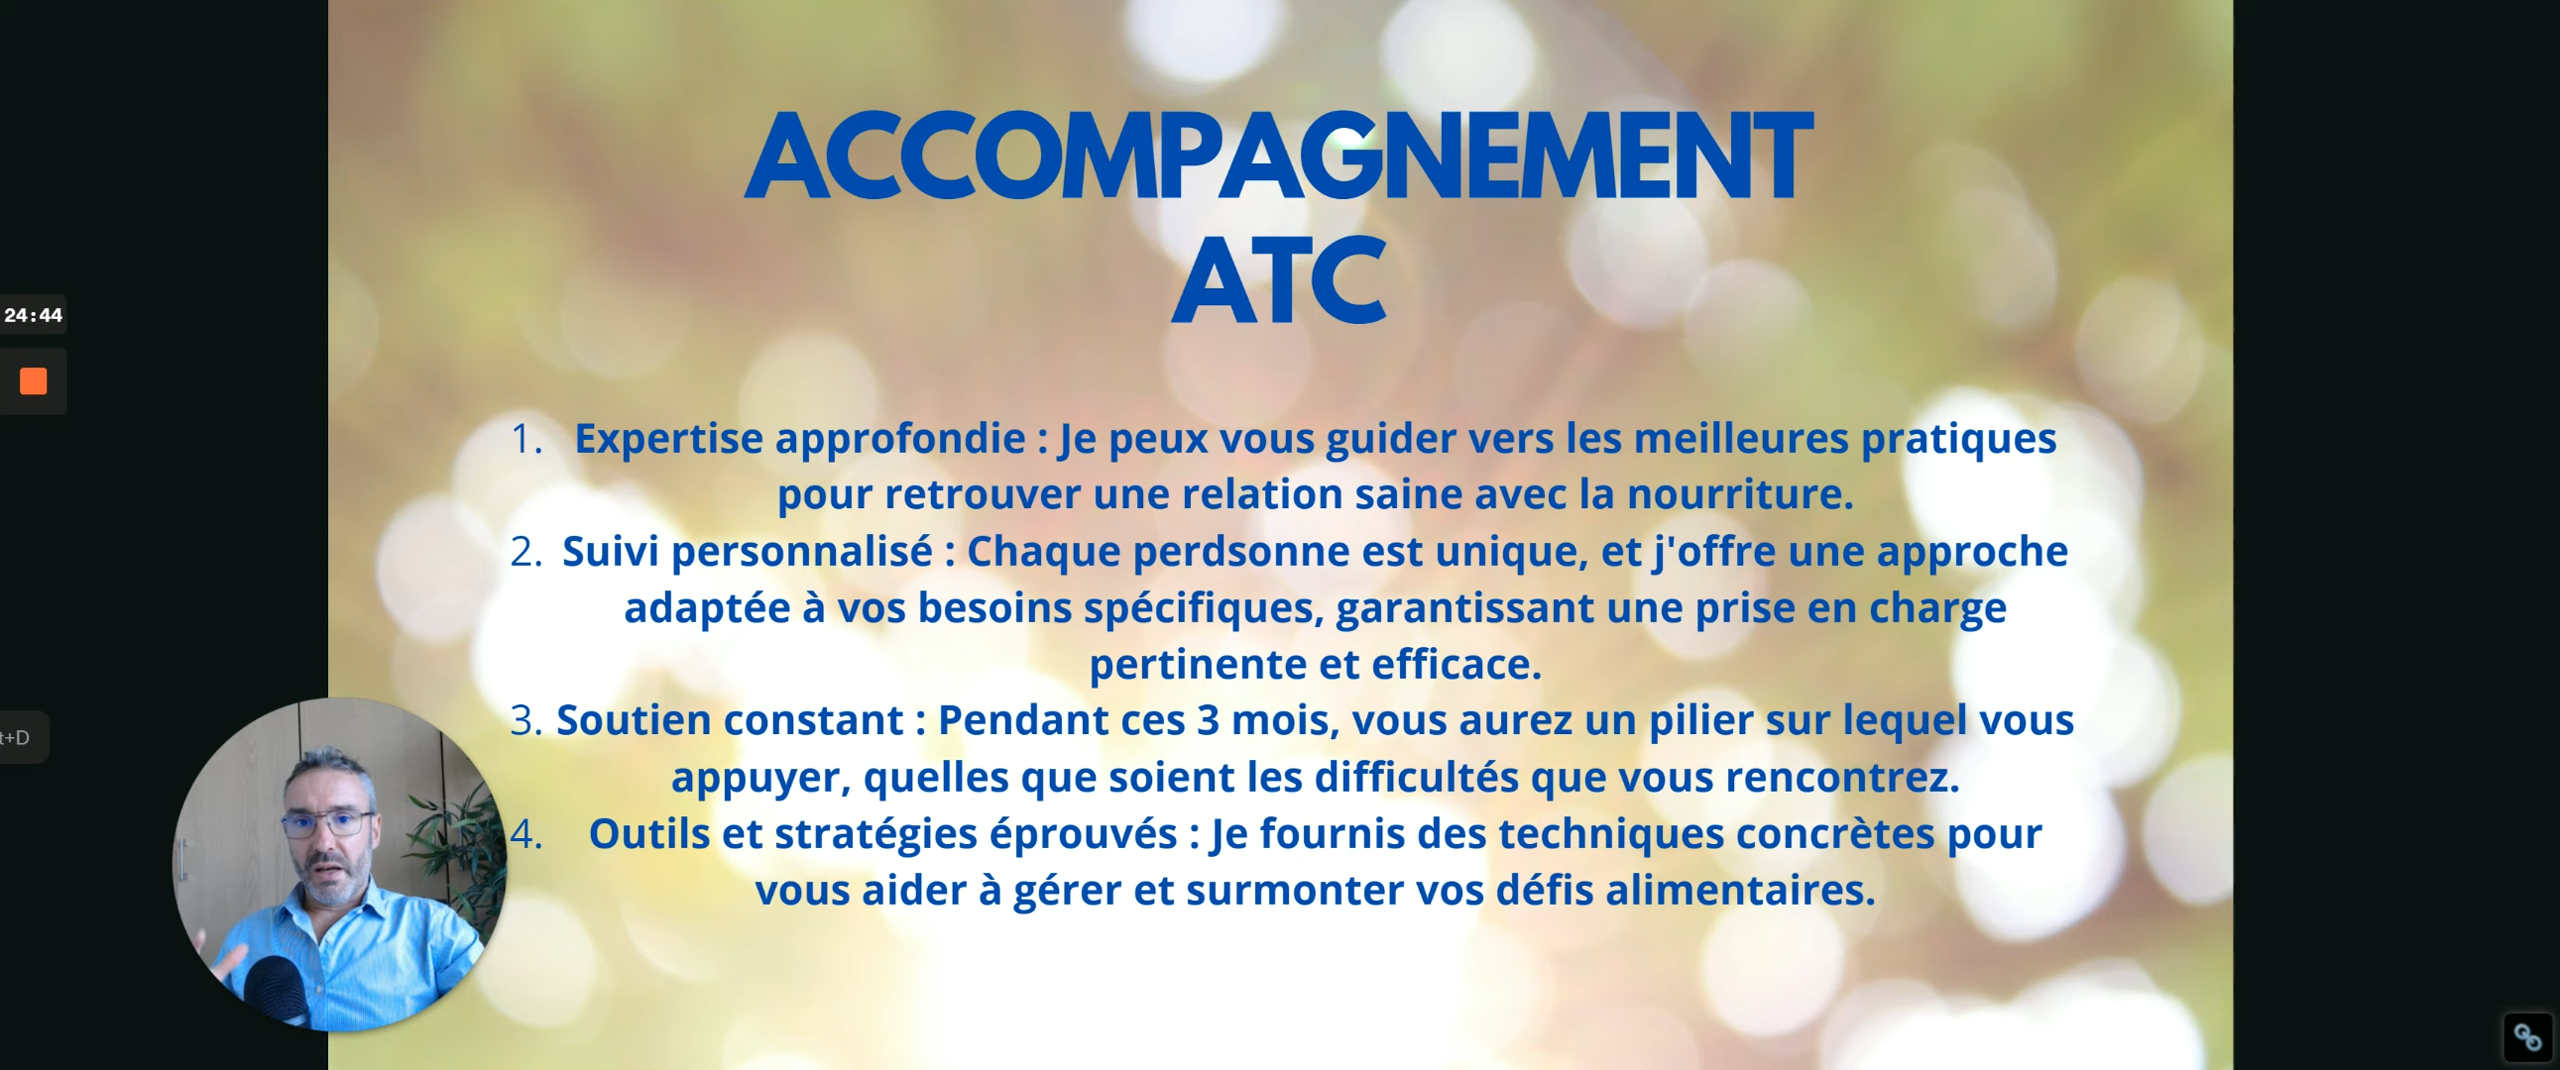 ACCOMPAGNEMENT
ATC
24:44
1. Expertise approfondie : Je peux vous guider vers les meilleures pratiques
pour retrouver une relation saine avec la nourriture.
2. Suivi personnalisé : Chaque perdsonne est unique, et j'offre une approche
adaptée à vos besoins spécifiques, garantissant une prise en charge
pertinente et efficace.
3. Soutien constant : Pendant ces 3 mois, vous aurez un pilier sur lequel vous
appuyer, quelles que soient les difficultés que vous rencontrez.
t+D
4. Outils et stratégies éprouvés : Je fournis des techniques concrètes pour
vous aider à gérer et surmonter vos défis alimentaires.